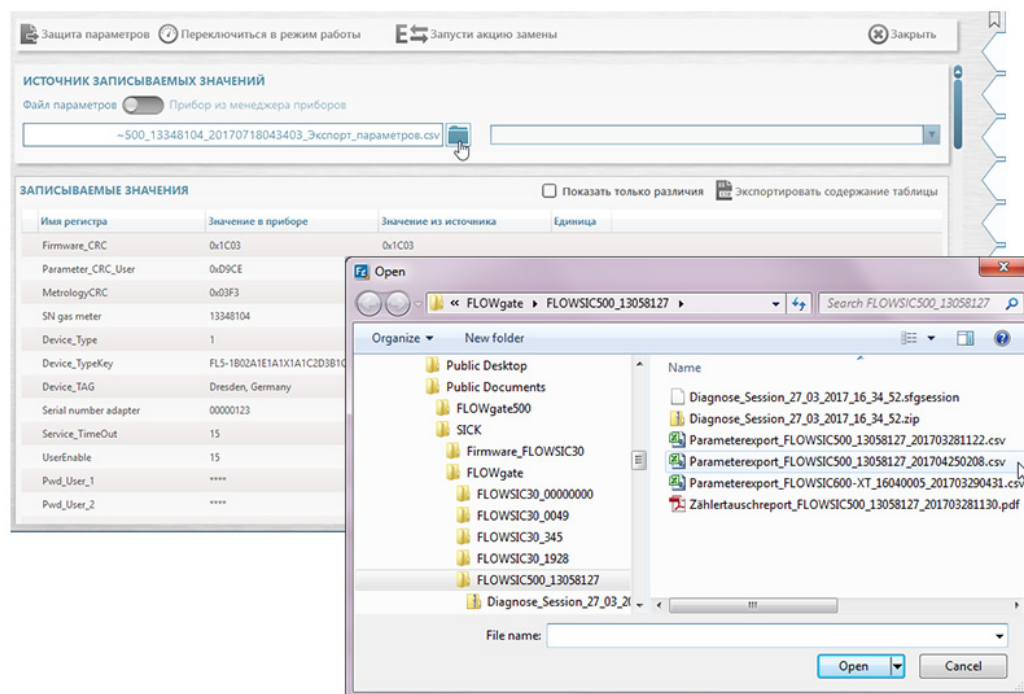 Защита параметров Переключиться в режим работы Запусти акцию замены Закрыть
ИСТОЧНИК ЗАПИСЫВАЕМЫХ ЗНАЧЕНИЙ
Файл параметров Прибор из менеджера приборов
~500_13348104_20170718043403_Экспорт_параметров.csv
ЗАПИСЫВАЕМЫЕ ЗНАЧЕНИЯ Показать только различия Экспортировать содержание таблицы
Имя регистра Значение в приборе Значение из источника Единица
Firmware_CRC 0x1C03 0x1C03
Parameter_CRC_User 0xD9CE
MetrologyCRC 0x03F3
SN gas meter 13348104
Device_Type 1
Device_TypeKey FL5-1B02A1E1A1X1A1C2D3B1C
Device_TAG Dresden, Germany
Serial number adapter 00000123
Service_TimeOut 15
UserEnable 15
Pwd_User_1 ****
Pwd_User_2 ****
Open
« FLOWgate FLOWSIC500_13058127 Search FLOWSIC500_13058127
Organize New folder
Public Desktop
Public Documents
FLOWgate500
SICK
Firmware_FLOWSIC30
FLOWgate
FLOWSIC30_00000000
FLOWSIC30_0049
FLOWSIC30_345
FLOWSIC30_1928
FLOWSIC500_13058127
Diagnose_Session_27_03_20
Name
Diagnose_Session_27_03_2017_16_34_52.sfgsession
Diagnose_Session_27_03_2017_16_34_52.zip
Parameterexport_FLOWSIC500_13058127_201703281122.csv
Parameterexport_FLOWSIC500_13058127_201704250208.csv
Parameterexport_FLOWSIC600-XT_16040005_201703290431.csv
Zählertauschreport_FLOWSIC500_13058127_201703281130.pdf
File name:
Open Cancel